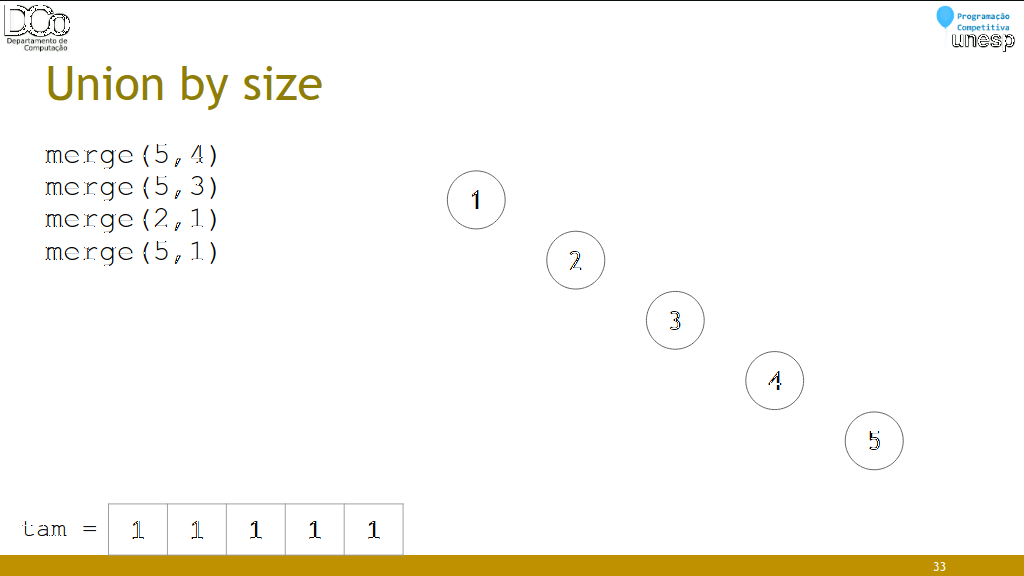 DCo
Departamento de
Computação
Programação
Competitiva
unesp
Union by size
merge(5,4)
merge(5,3)
merge(2,1)
merge(5,1)
1
2
3
4
5
tam = 1 1 1 1 1
33